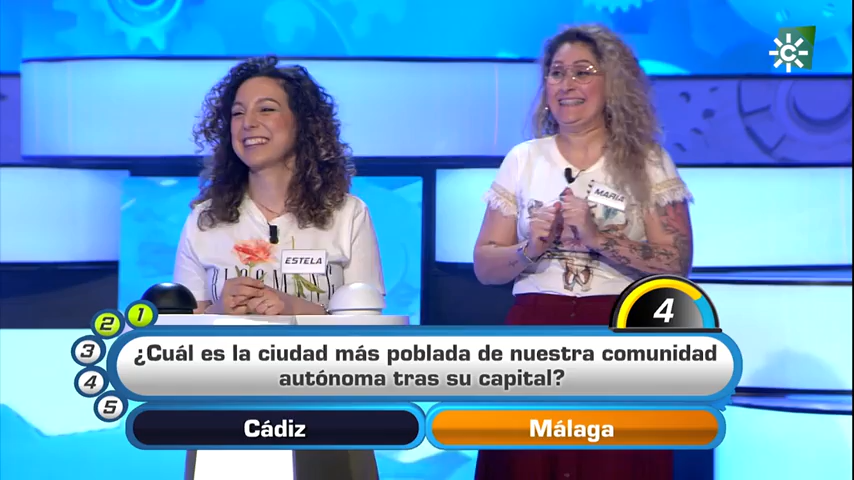 MARIA
ESTELA
4
1
2
3
4
5
¿Cuál es la ciudad más poblada de nuestra comunidad
autónoma tras su capital?
Cádiz
Málaga